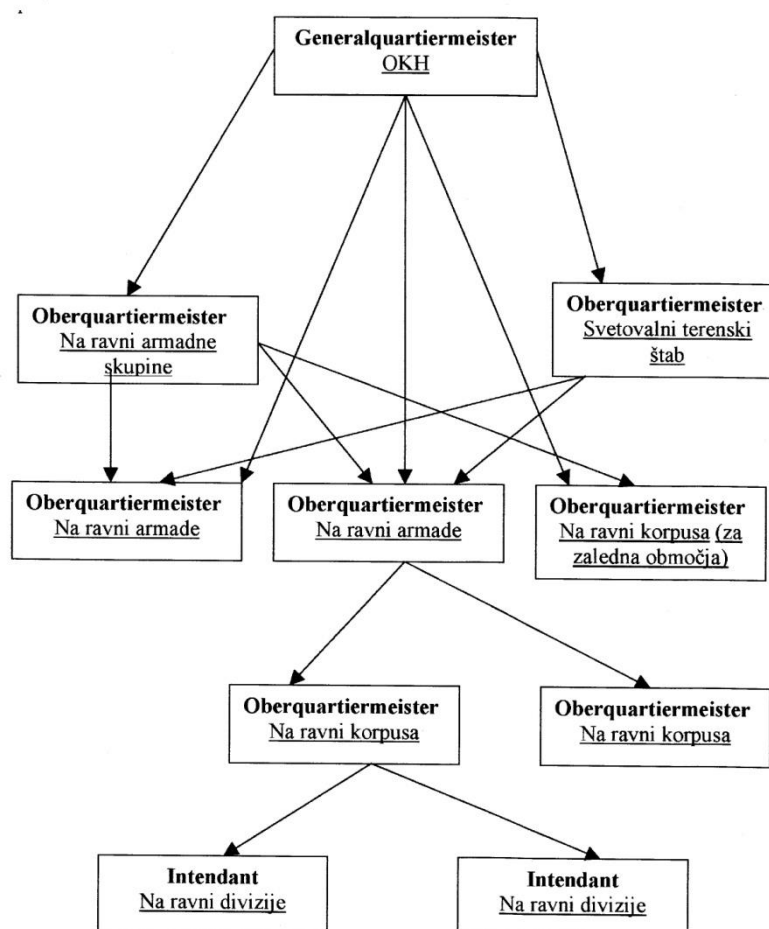 Generalquartiermeister
OKH
Oberquartiermeister
Na ravni armadne
skupine
Oberquartiermeister
Svetovalni terenski
štab
Oberquartiermeister
Na ravni armade
Oberquartiermeister
Na ravni armade
Oberquartiermeister
Na ravni korpusa (za
zaledna območja)
Oberquartiermeister
Na ravni korpusa
Oberquartiermeister
Na ravni korpusa
Intendant
Na ravni divizije
Intendant
Na ravni divizije